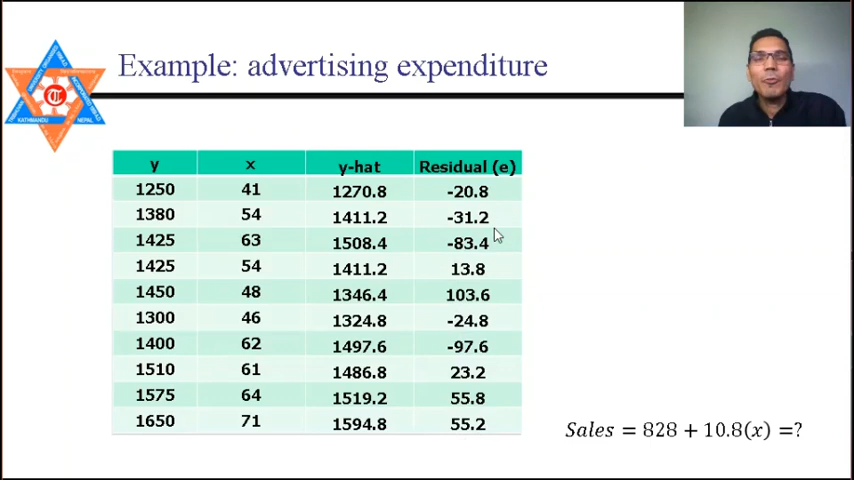 Example: advertising expenditure
y x y-hat Residual (e)
1250 41 1270.8 -20.8
1380 54 1411.2 -31.2
1425 63 1508.4 -83.4
1425 54 1411.2 13.8
1450 48 1346.4 103.6
1300 46 1324.8 -24.8
1400 62 1497.6 -97.6
1510 61 1486.8 23.2
1575 64 1519.2 55.8
1650 71 1594.8 55.2
Sales = 828 + 10.8(x) =?
KATHMANDU NEPAL